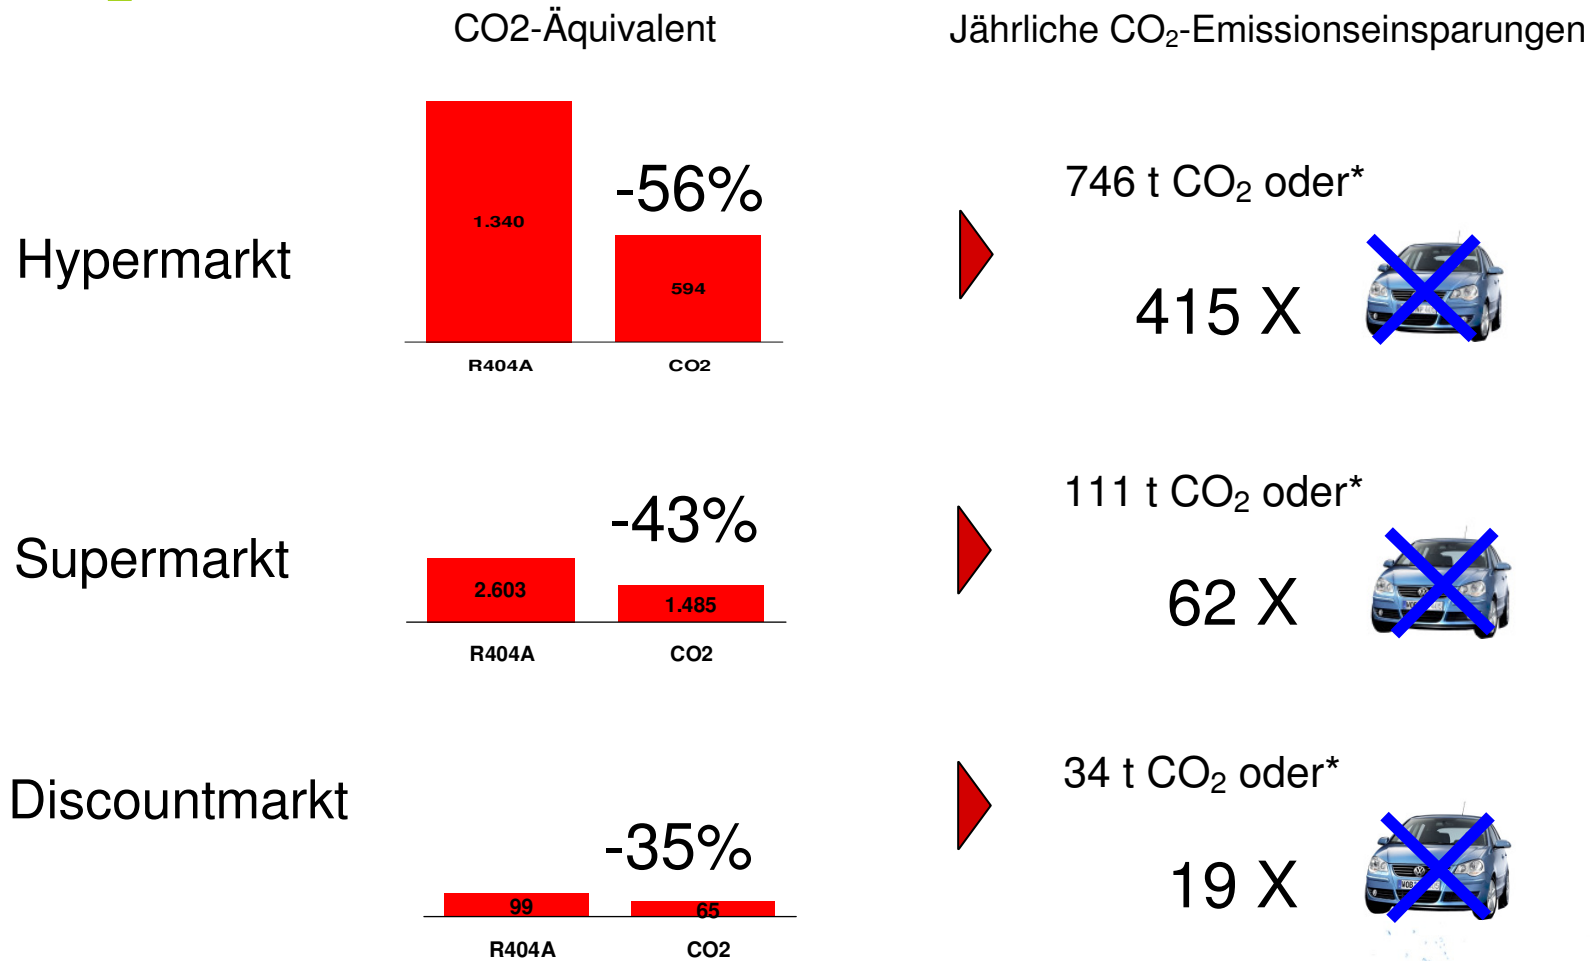 CO2-Äquivalent
Jährliche CO₂-Emissionseinsparungen
Hypermarkt
1.340
-56%
594
R404A
CO2
746 t CO₂ oder*
415 X
Supermarkt
2.603
-43%
1.485
R404A
CO2
111 t CO₂ oder*
62 X
Discountmarkt
99
-35%
65
R404A
CO2
34 t CO₂ oder*
19 X